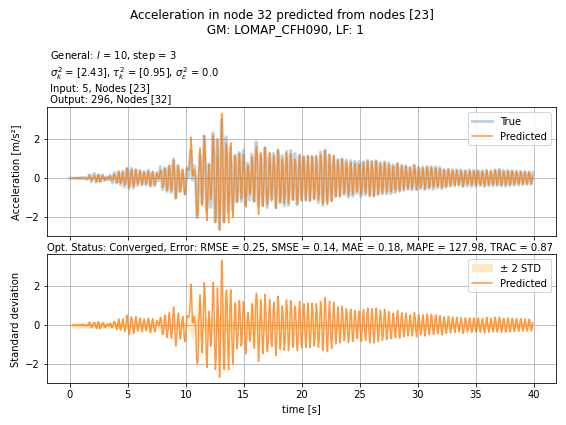 Acceleration in node 32 predicted from nodes [23]
GM: LOMAP_CFH090, LF: 1
General: l = 10, step = 3
σ²ₖ = [2.43], τ²ₖ = [0.95], σ²ε = 0.0
Input: 5, Nodes [23]
Output: 296, Nodes [32]
True
Predicted
Acceleration [m/s²]
2
0
−2
Opt. Status: Converged, Error: RMSE = 0.25, SMSE = 0.14, MAE = 0.18, MAPE = 127.98, TRAC = 0.87
± 2 STD
Predicted
Standard deviation
2
0
−2
0 5 10 15 20 25 30 35 40
time [s]